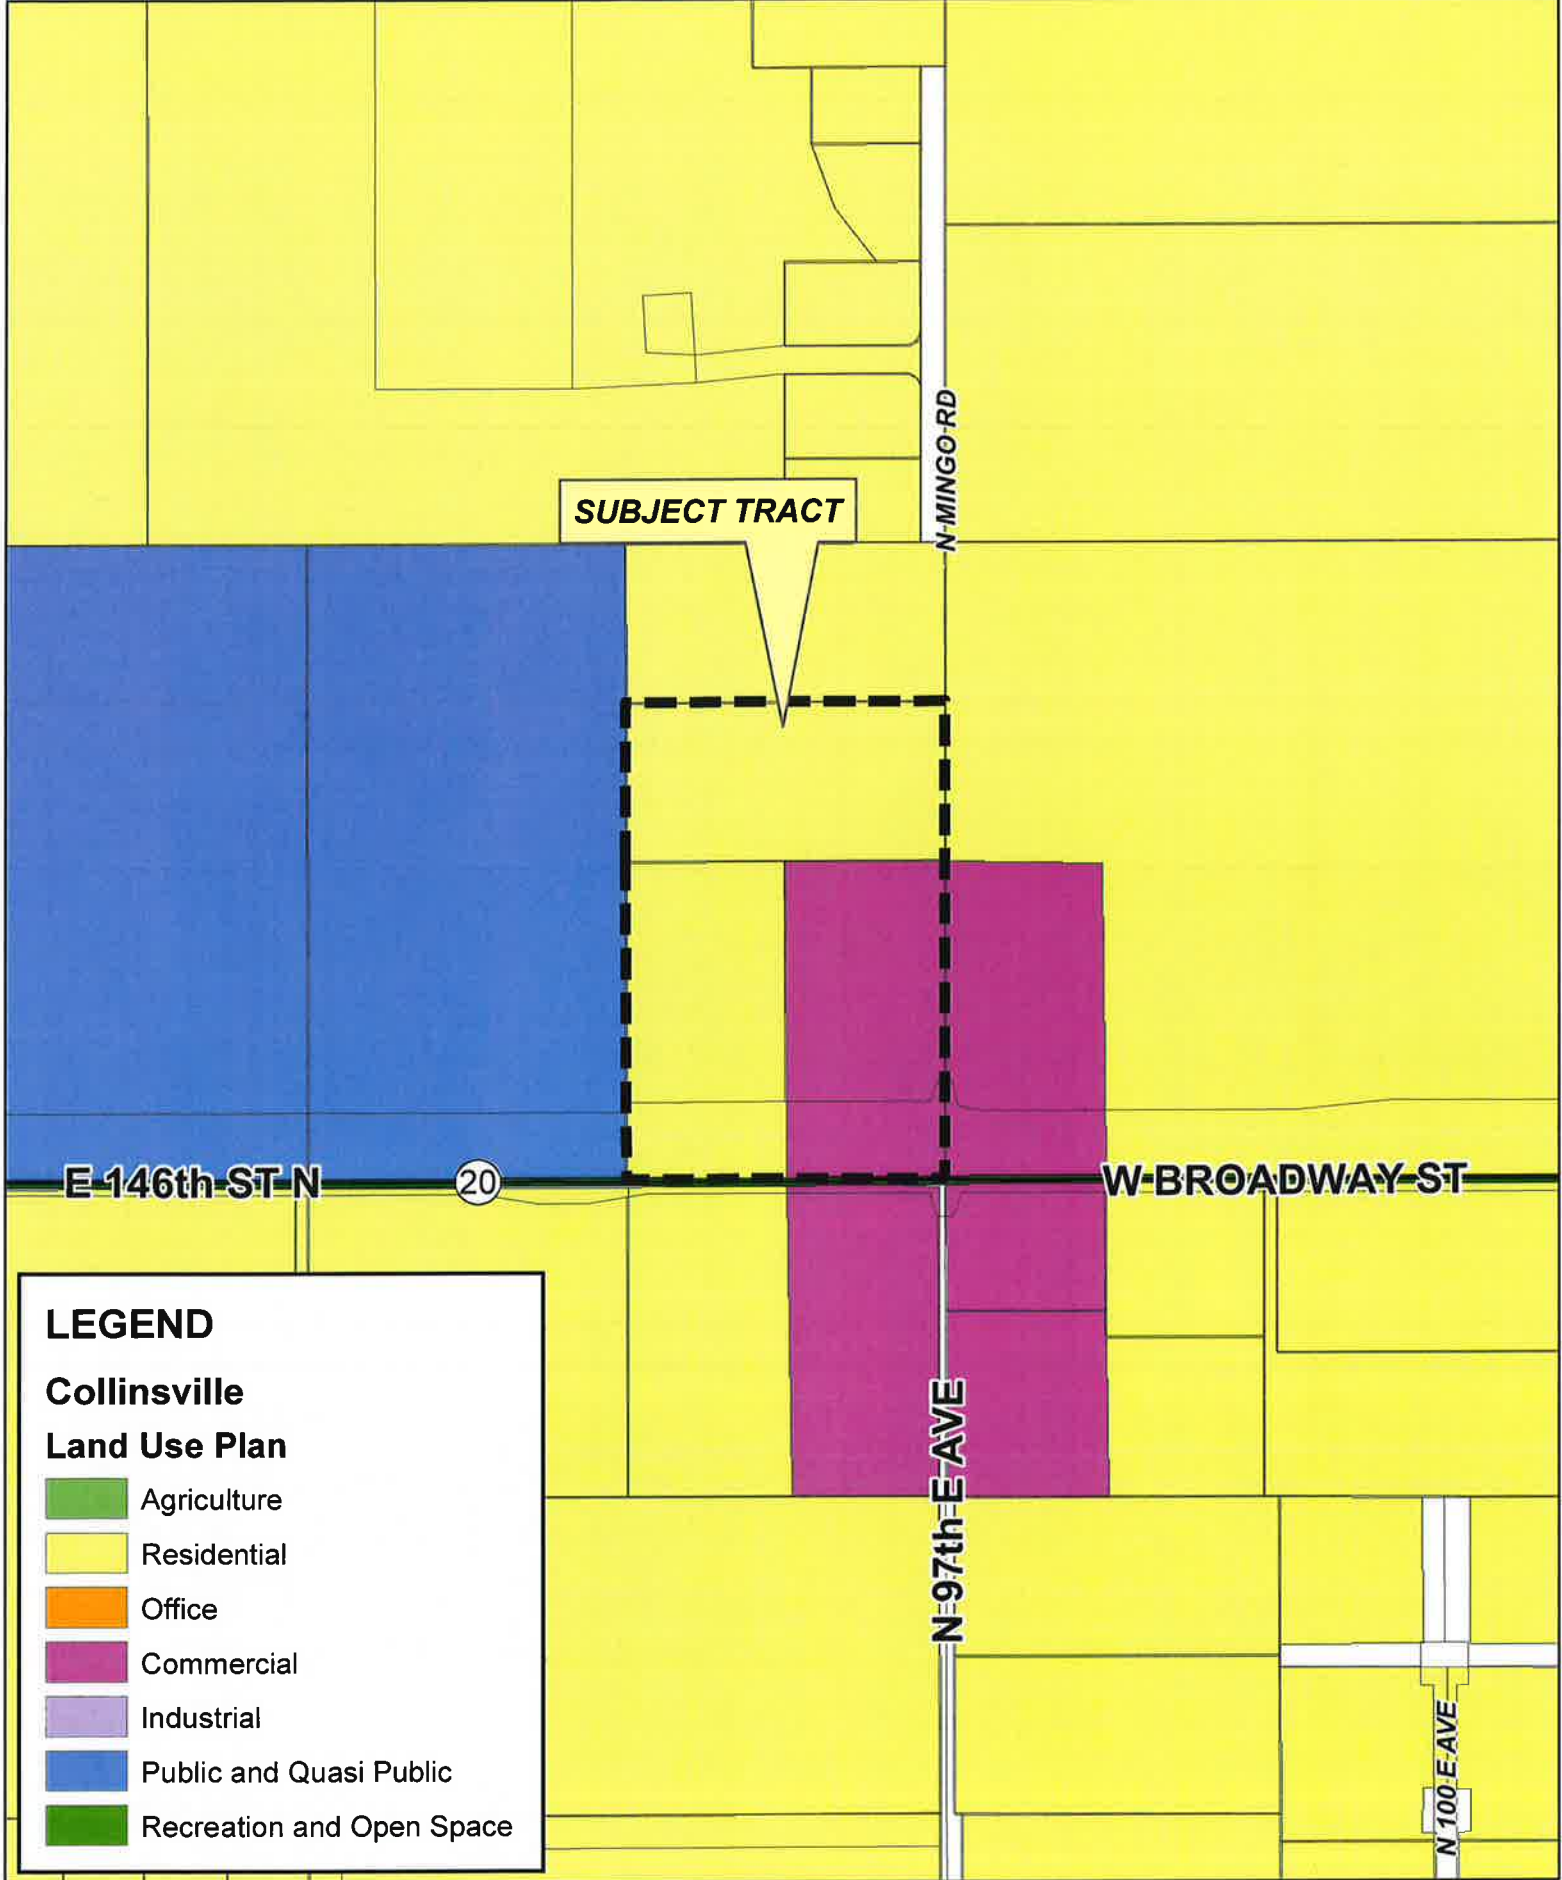 N MINGO RD
SUBJECT TRACT
E 146th ST N
20
W BROADWAY ST
LEGEND
Collinsville
Land Use Plan
Agriculture
Residential
Office
Commercial
Industrial
Public and Quasi Public
Recreation and Open Space
N 97th E AVE
N 100 E AVE